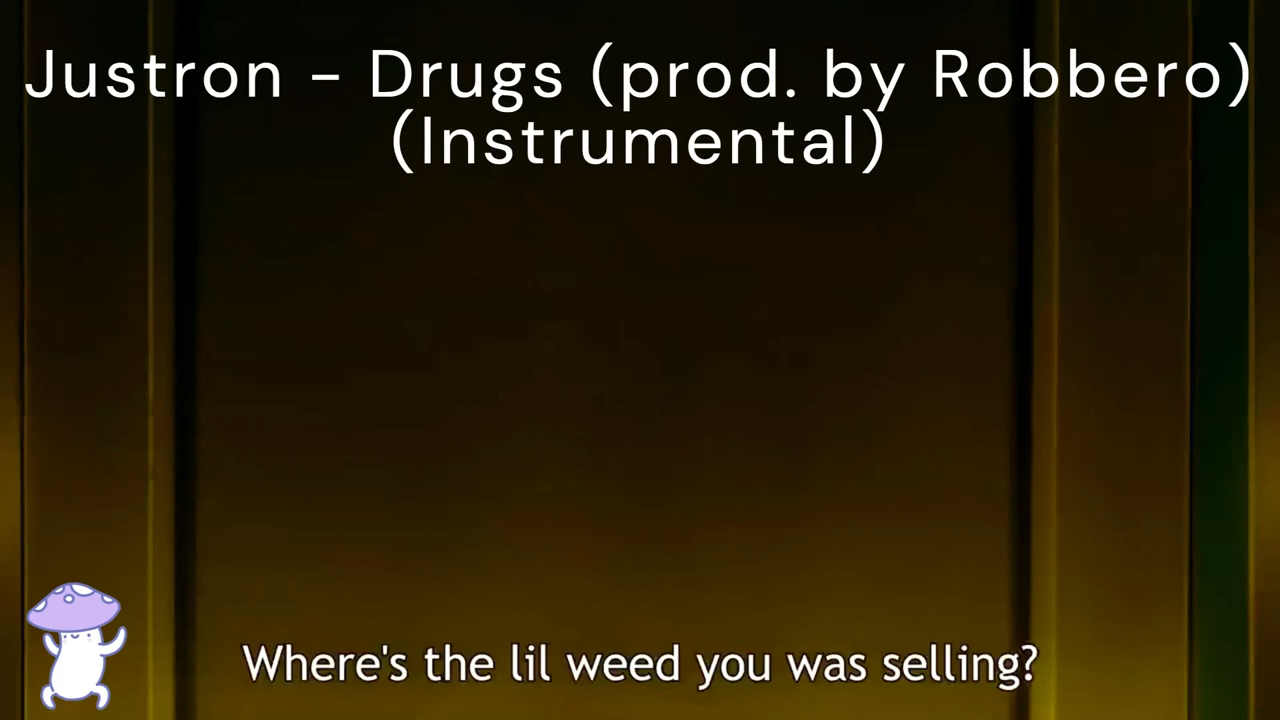 Justron - Drugs (prod. by Robbero)
(Instrumental)
Where's the lil weed you was selling?